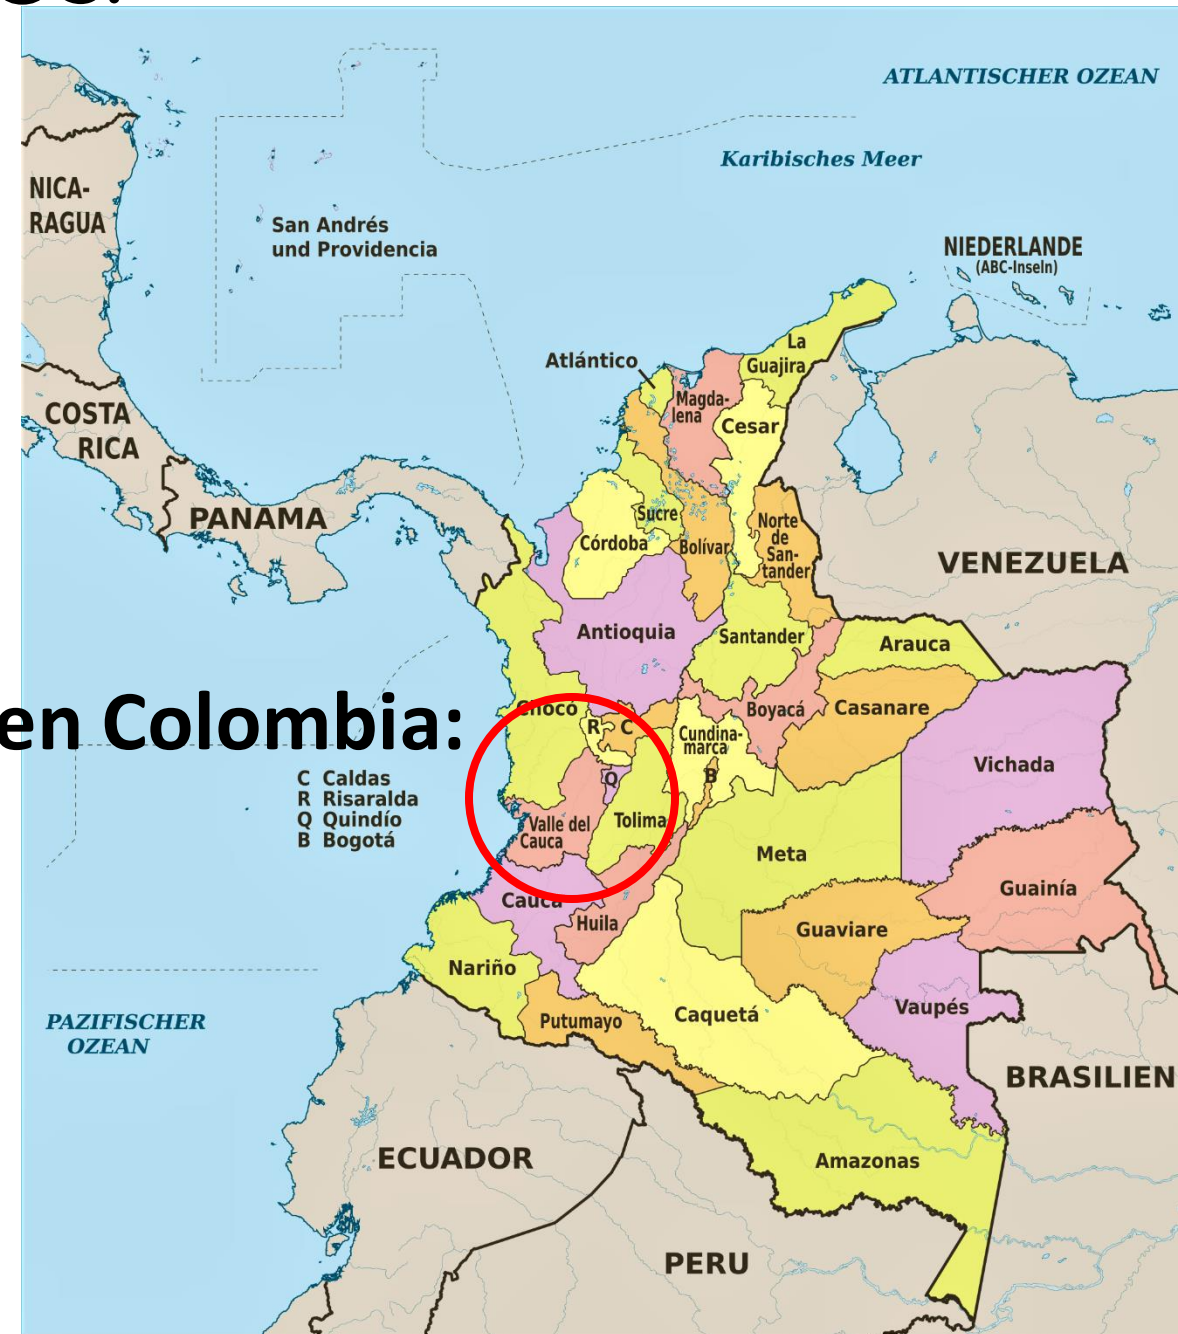 ATLANTISCHER OZEAN
Karibisches Meer
NICA-
RAGUA
San Andrés
und Providencia
NIEDERLANDE
(ABC-Inseln)
La
Guajira
Atlántico
Magda-
lena
COSTA
RICA
Cesar
PANAMA
Sucre
Córdoba
Bolívar
Norte
de
San-
tander
VENEZUELA
Antioquia
Santander
Arauca
en Colombia:
Chocó
Boyacá
Casanare
R
C
Cundina-
marca
B
Q
Vichada
C Caldas
R Risaralda
Q Quindío
B Bogotá
Valle del
Cauca
Tolima
Meta
Guainía
Cauca
Huila
Guaviare
Nariño
Vaupés
PAZIFISCHER
OZEAN
Putumayo
Caquetá
BRASILIEN
ECUADOR
Amazonas
PERU